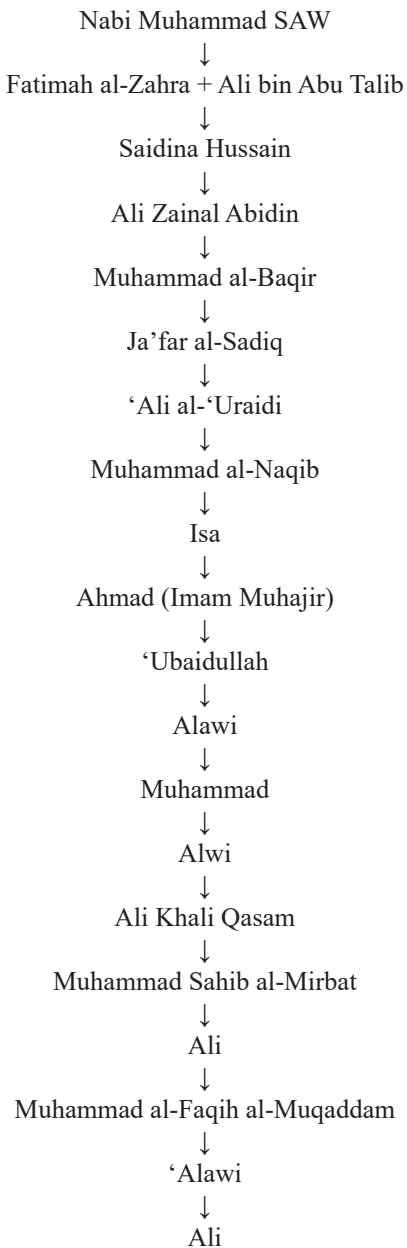 Nabi Muhammad SAW
↓
Fatimah al-Zahra + Ali bin Abu Talib
↓
Saidina Hussain
↓
Ali Zainal Abidin
↓
Muhammad al-Baqir
↓
Ja’far al-Sadiq
↓
‘Ali al-‘Uraidi
↓
Muhammad al-Naqib
↓
Isa
↓
Ahmad (Imam Muhajir)
↓
‘Ubaidullah
↓
Alawi
↓
Muhammad
↓
Alwi
↓
Ali Khali Qasam
↓
Muhammad Sahib al-Mirbat
↓
Ali
↓
Muhammad al-Faqih al-Muqaddam
↓
‘Alawi
↓
Ali